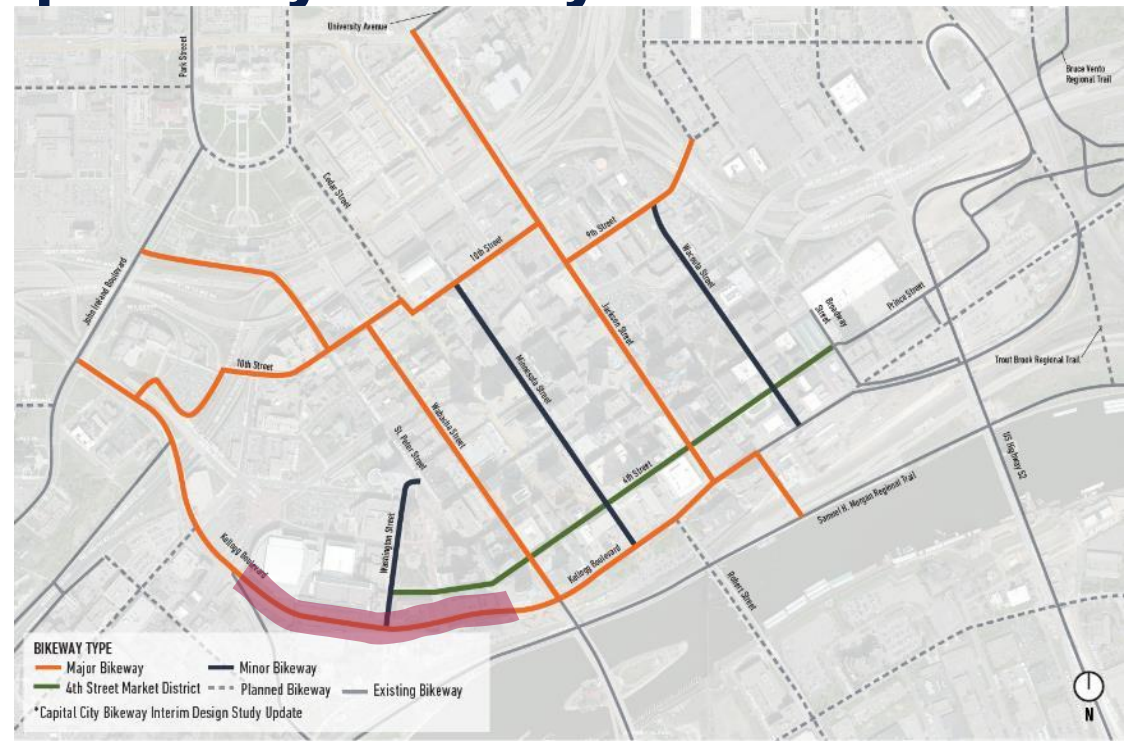 University Avenue
Park Street
Brace Vento
Regional Trail
Cedar Street
9th Street
10th Street
Wacouta Street
John Ireland Boulevard
Jackson Street
Prince Street
Broadway
Street
10th Street
Minnesota Street
Trout Brook Regional Trail
Wabasha Street
St. Peter Street
4th Street
US Highway 52
Samuel H. Morgan Regional Trail
Washington Street
Kellogg Boulevard
Kellogg Boulevard
Robert Street
BIKEWAY TYPE
Major Bikeway
Minor Bikeway
4th Street Market District
Planned Bikeway
Existing Bikeway
*Capital City Bikeway Interim Design Study Update
N